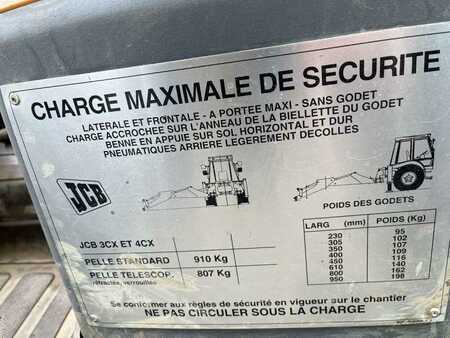 CHARGE MAXIMALE DE SECURITE
LATERALE ET FRONTALE - A PORTEE MAXI - SANS GODET
CHARGE ACCROCHEE SUR L'ANNEAU DE LA BIELLETTE DU GODET
BENNE EN APPUIE SUR SOL HORIZONTAL ET DUR
PNEUMATIQUES ARRIERE LEGEREMENT DECOLLES
JCB
JCB 3CX ET 4CX
PELLE STANDARD 910 Kg
PELLE TELESCOP. 807 Kg
rétractée, verrouillée
POIDS DES GODETS
LARG (mm) POIDS (Kg)
230 95
305 102
350 107
400 109
450 116
610 140
800 162
950 198
Se conformer aux règles de sécurité en vigueur sur le chantier
NE PAS CIRCULER SOUS LA CHARGE